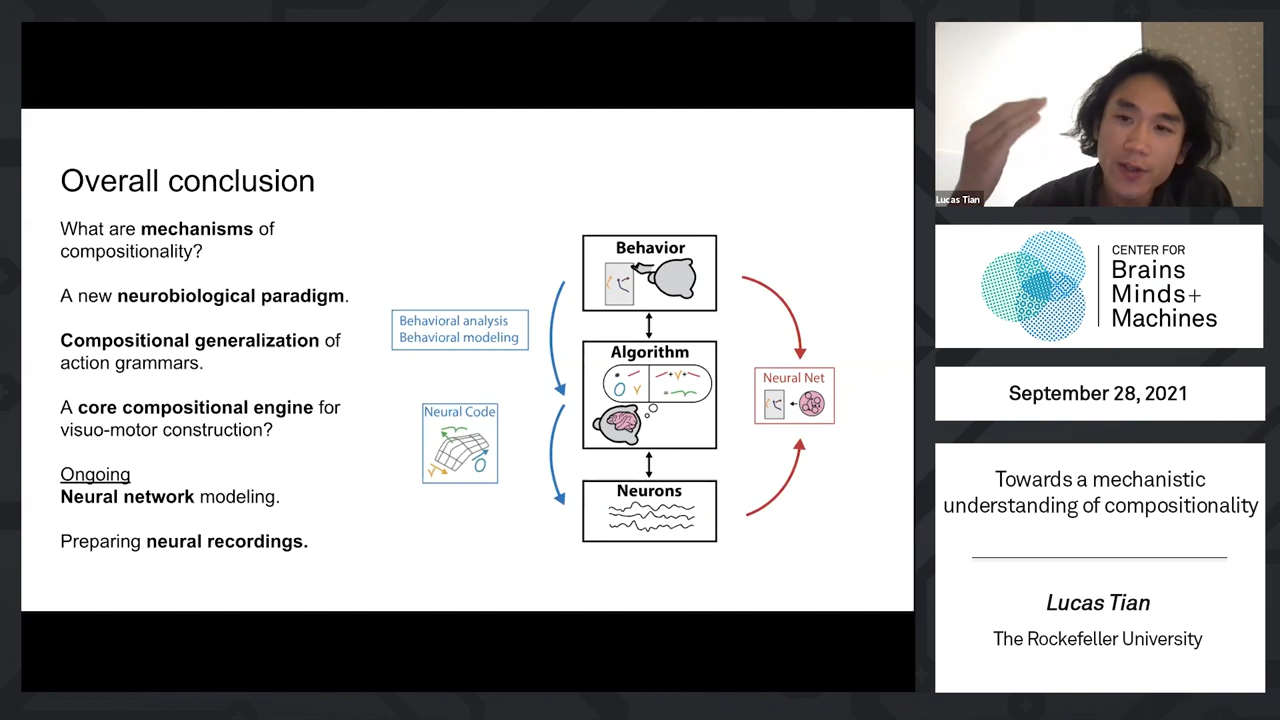 Overall conclusion
What are mechanisms of
compositionality?
A new neurobiological paradigm.
Compositional generalization of
action grammars.
A core compositional engine for
visuo-motor construction?
Ongoing
Neural network modeling.
Preparing neural recordings.
Behavioral analysis
Behavioral modeling
Neural Code
Behavior
Algorithm
Neurons
Neural Net
Lucas Tian
CENTER FOR
Brains
Minds+
Machines
September 28, 2021
Towards a mechanistic
understanding of compositionality
Lucas Tian
The Rockefeller University